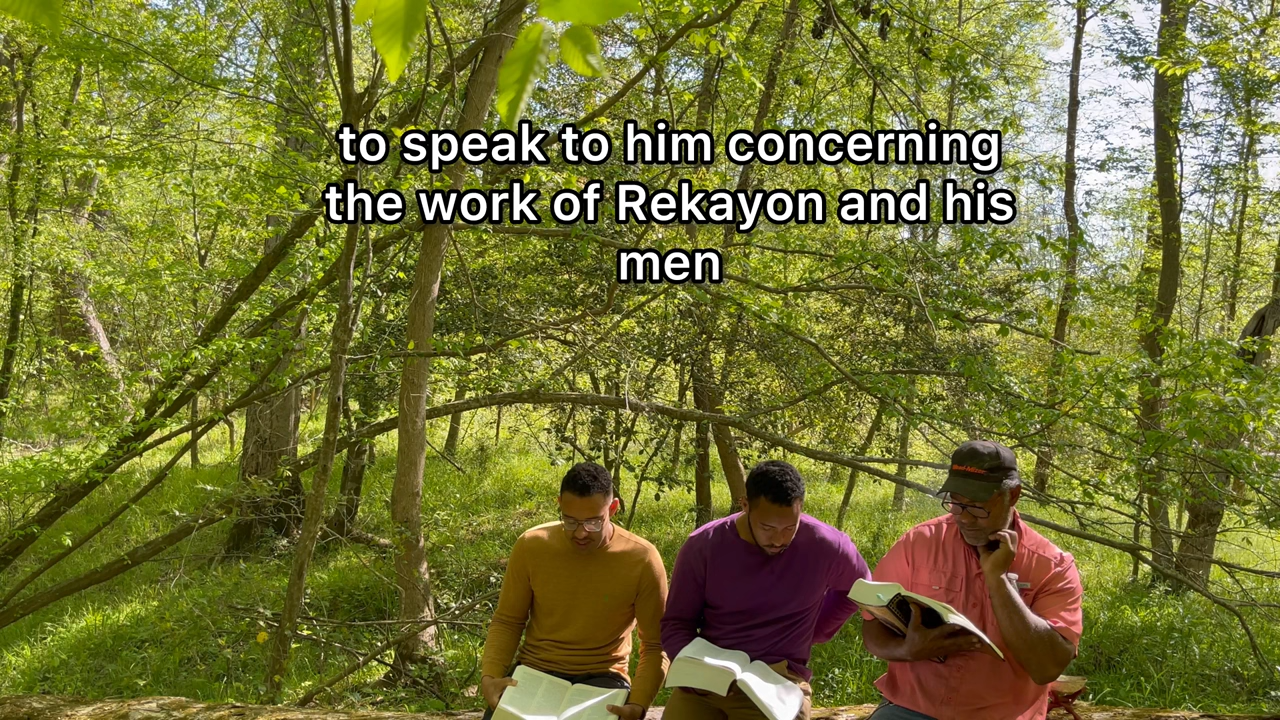 to speak to him concerning
the work of Rekayon and his
men